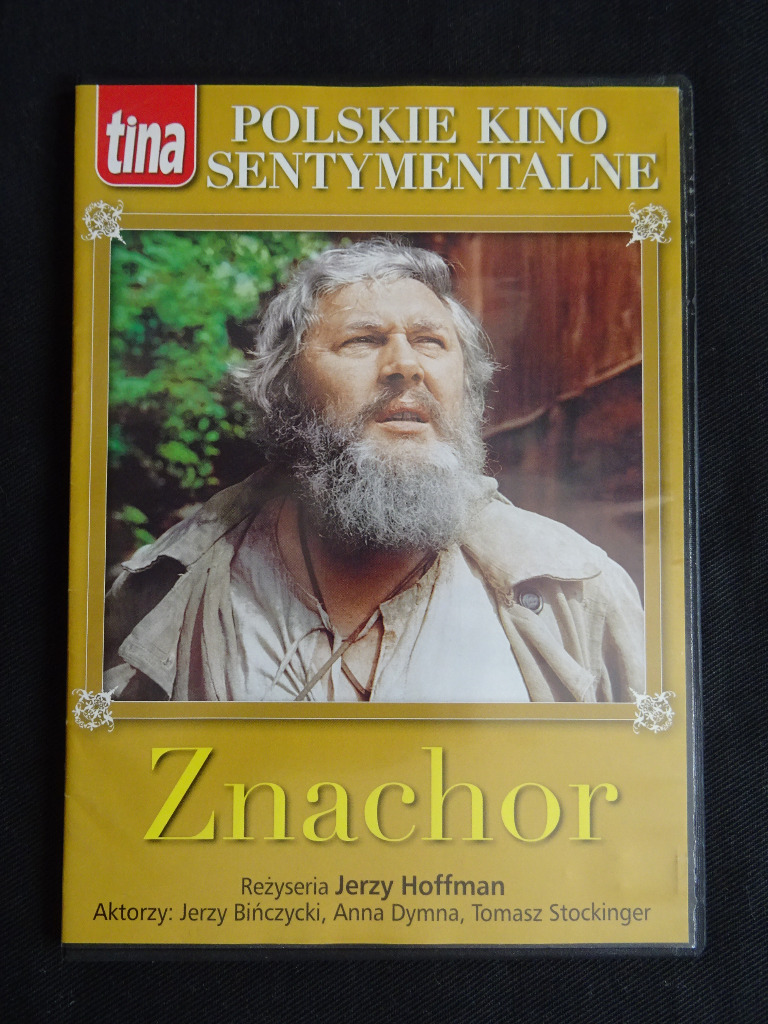 tina
POLSKIE KINO
SENTYMENTALNE
Znachor
Reżyseria Jerzy Hoffman
Aktorzy: Jerzy Bińczycki, Anna Dymna, Tomasz Stockinger